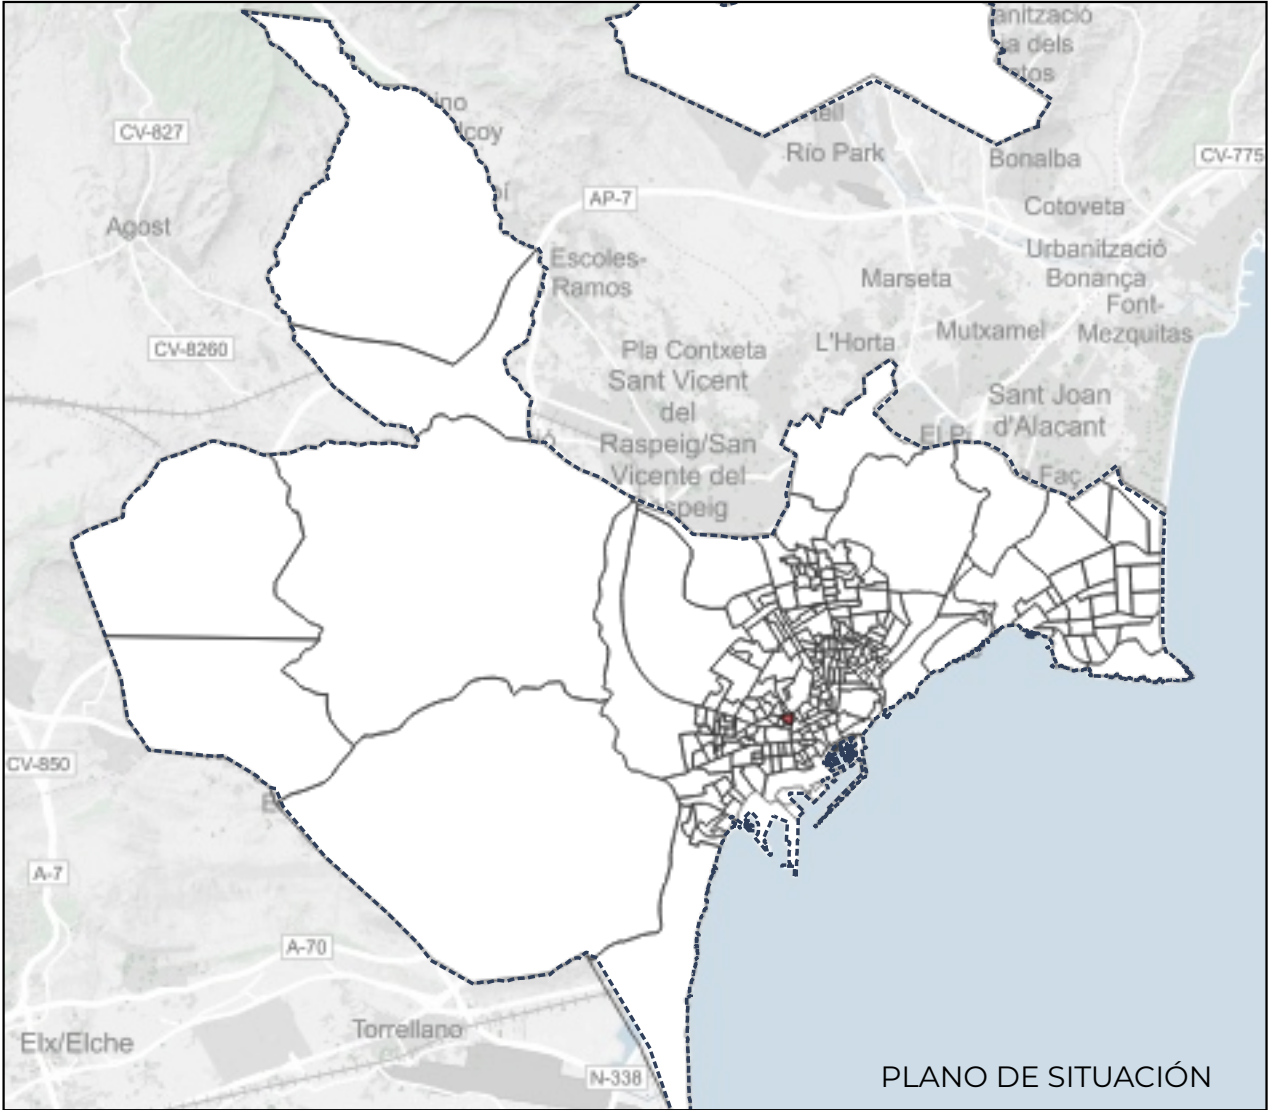 anització
a dels
CV-827
Río Park
Bonalba
CV-775
AP-7
Cotoveta
Agost
Urbanització
Bonança
Escoles-
Ramos
Marseta
Font-
Mezquitas
Mutxamel
L'Horta
CV-8260
Pla Contxeta
Sant Vicent
del
Raspeig/San
Vicente del
speig
Sant Joan
d'Alacant
Faç
CV-850
A-7
A-70
Elx/Elche
Torrellano
N-338
PLANO DE SITUACIÓN